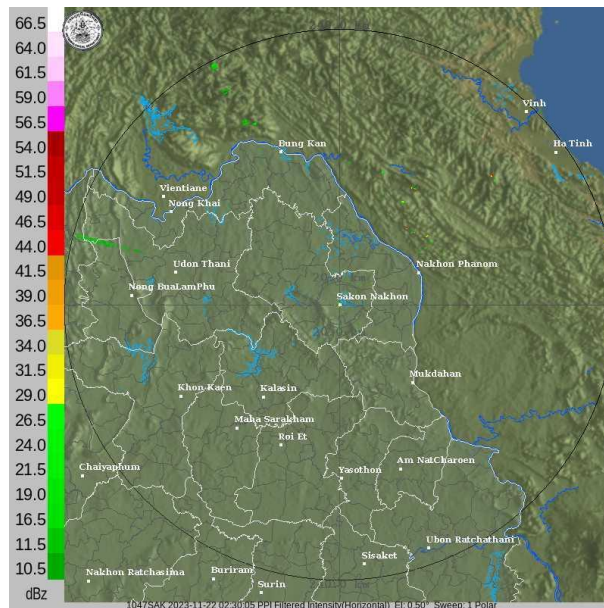 66.5
64.0
61.5
59.0
56.5
54.0
51.5
49.0
46.5
44.0
41.5
39.0
36.5
34.0
31.5
29.0
26.5
24.0
21.5
19.0
16.5
11.5
10.5
dBz
Vinh
Ha Tinh
Bung Kan
Vientiane
Nong Khai
Udon Thani
Nakhon Phanom
Nong BuaLamPhu
Sakon Nakhon
Mukdahan
Khon Kaen
Kalasin
Maha Sarakham
Roi Et
Chaiyaphum
Yasothon
Am NatCharoen
Ubon Ratchathani
Sisaket
Nakhon Ratchasima
Buriram
Surin
1047SAK 2023-11-22 02:30:05 PPI Filtered Intensity(Horizontal) El: 0.50° Sweep: 1 Polar